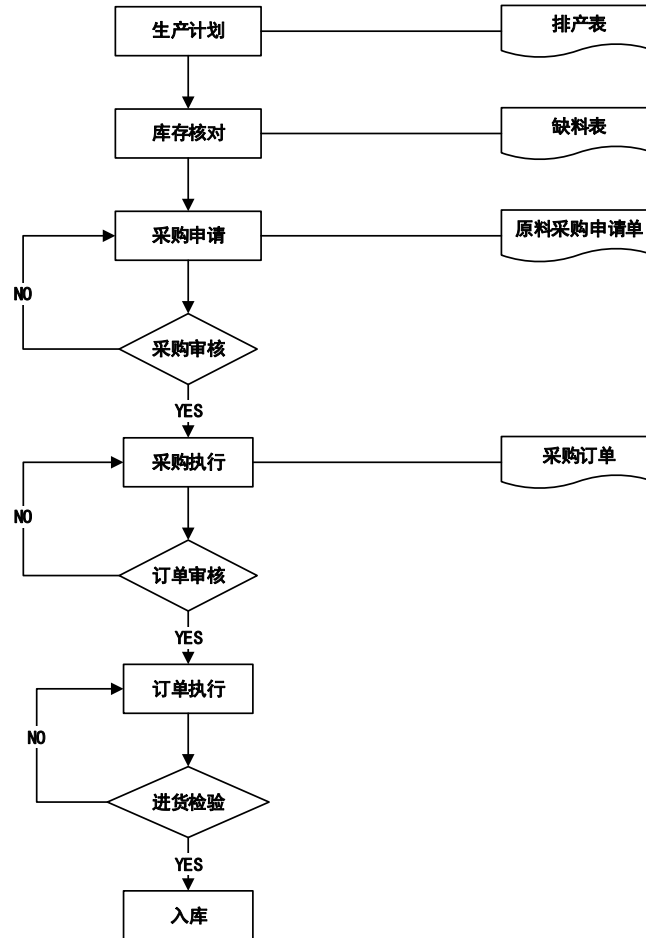 生产计划
排产表
库存核对
缺料表
采购申请
原料采购申请单
NO
采购审核
YES
采购执行
采购订单
NO
订单审核
YES
订单执行
NO
进货检验
YES
入库